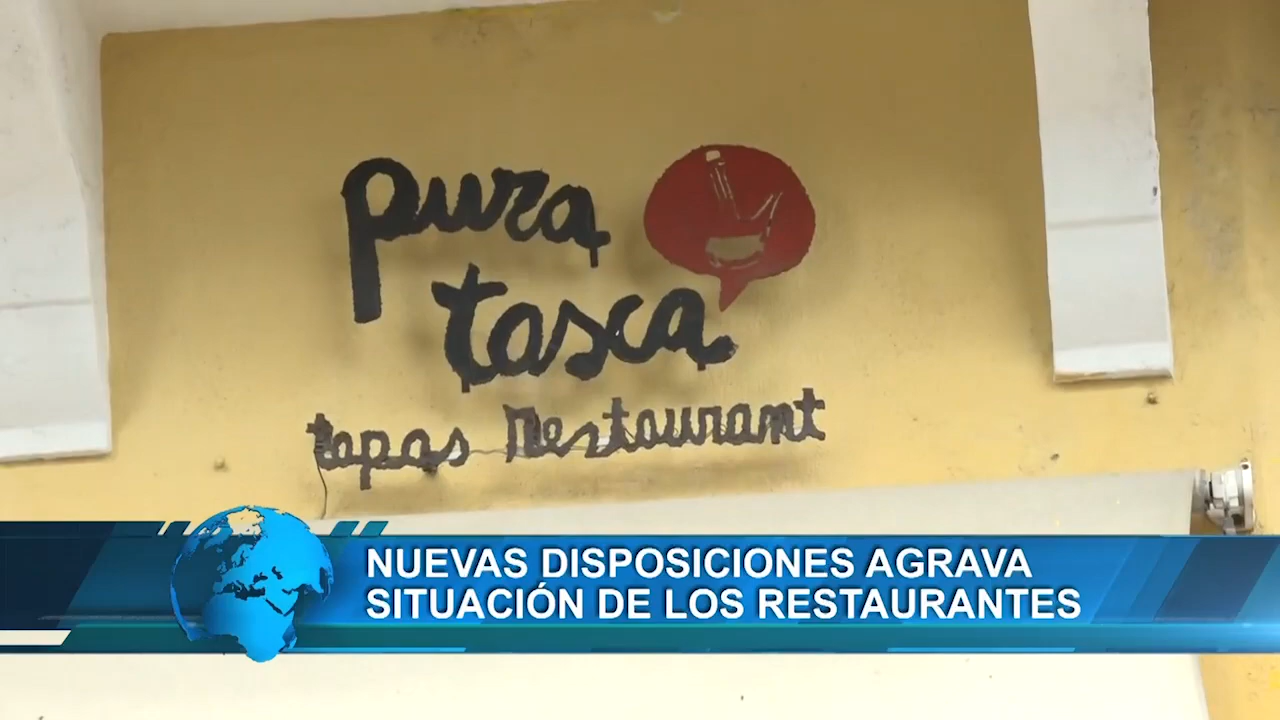 pura
tasca
tapas Restaurant
NUEVAS DISPOSICIONES AGRAVA
SITUACIÓN DE LOS RESTAURANTES